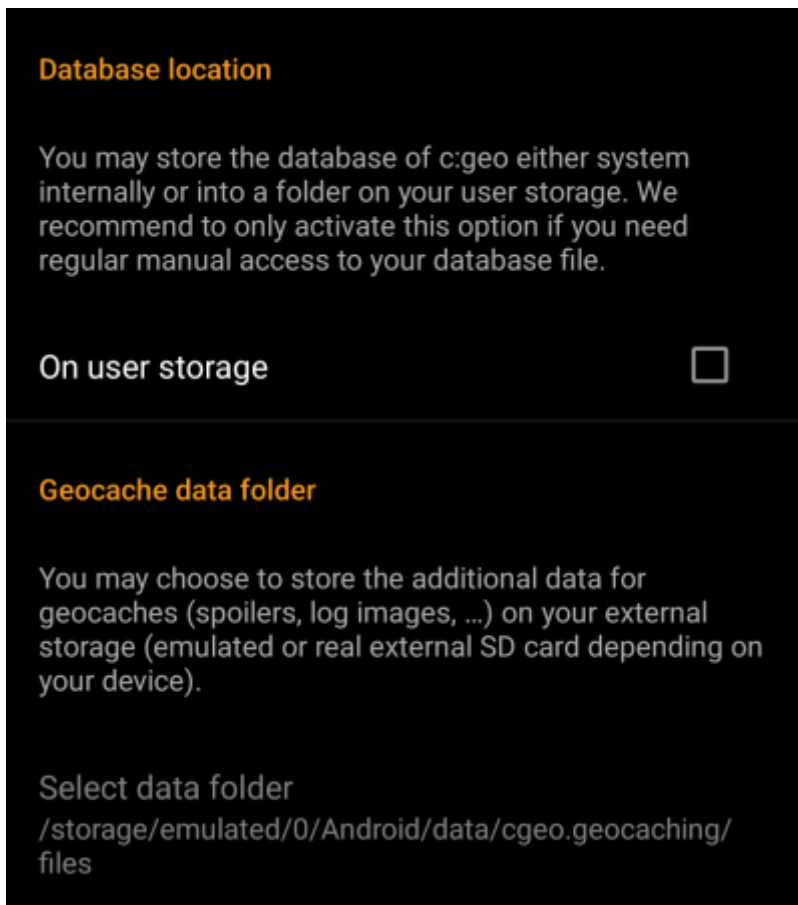 Database location
You may store the database of c:geo either system
internally or into a folder on your user storage. We
recommend to only activate this option if you need
regular manual access to your database file.
On user storage
Geocache data folder
You may choose to store the additional data for
geocaches (spoilers, log images, …) on your external
storage (emulated or real external SD card depending on
your device).
Select data folder
/storage/emulated/0/Android/data/cgeo.geocaching/
files